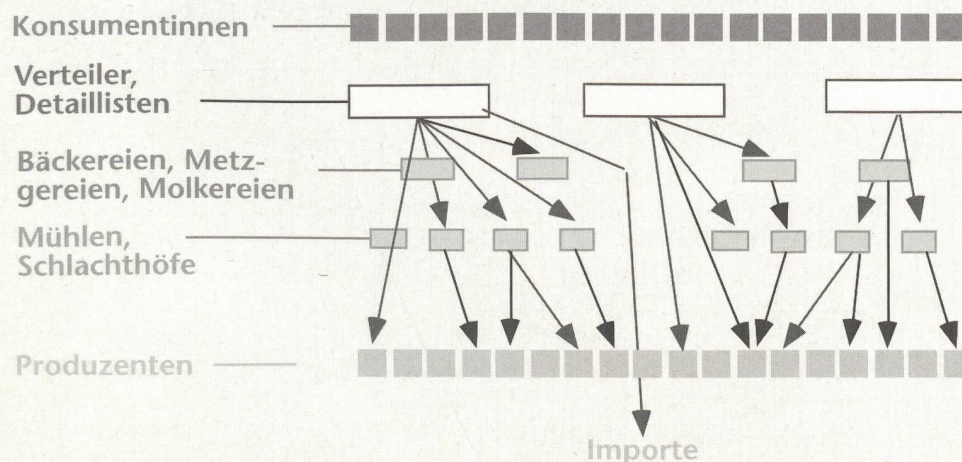 Konsumentinnen
Verteiler,
Detaillisten
Bäckereien, Metz-
gereien, Molkereien
Mühlen,
Schlachthöfe
Produzenten
Importe